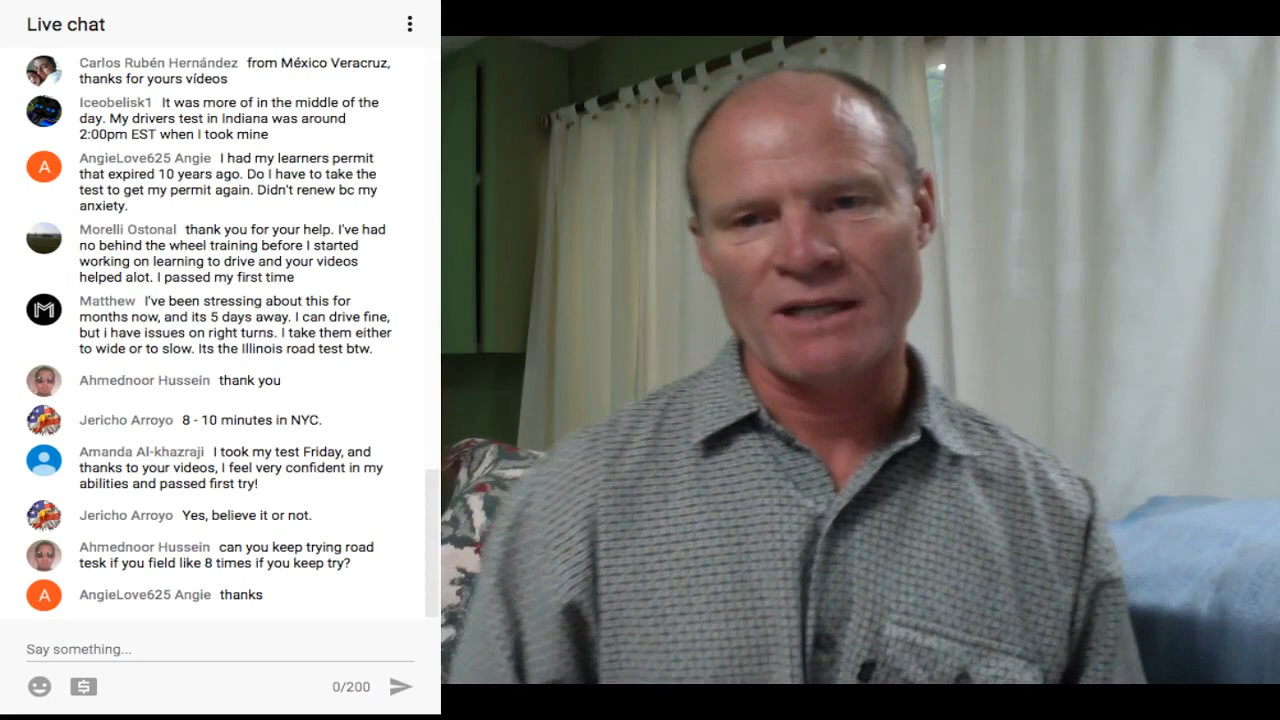 Live chat
Carlos Rubén Hernández from México Veracruz,
thanks for yours vídeos
Iceobelisk1 It was more of in the middle of the
day. My drivers test in Indiana was around
2:00pm EST when I took mine
A
AngieLove625 Angie I had my learners permit
that expired 10 years ago. Do I have to take the
test to get my permit again. Didn't renew bc my
anxiety.
Morelli Ostonal thank you for your help. I've had
no behind the wheel training before I started
working on learning to drive and your videos
helped alot. I passed my first time
M
Matthew I've been stressing about this for
months now, and its 5 days away. I can drive fine,
but i have issues on right turns. I take them either
to wide or to slow. Its the Illinois road test btw.
Ahmednoor Hussein thank you
Jericho Arroyo 8 - 10 minutes in NYC.
Amanda Al-khazraji I took my test Friday, and
thanks to your videos, I feel very confident in my
abilities and passed first try!
Jericho Arroyo Yes, believe it or not.
Ahmednoor Hussein can you keep trying road
tesk if you field like 8 times if you keep try?
A
AngieLove625 Angie thanks
Say something...
$
0/200